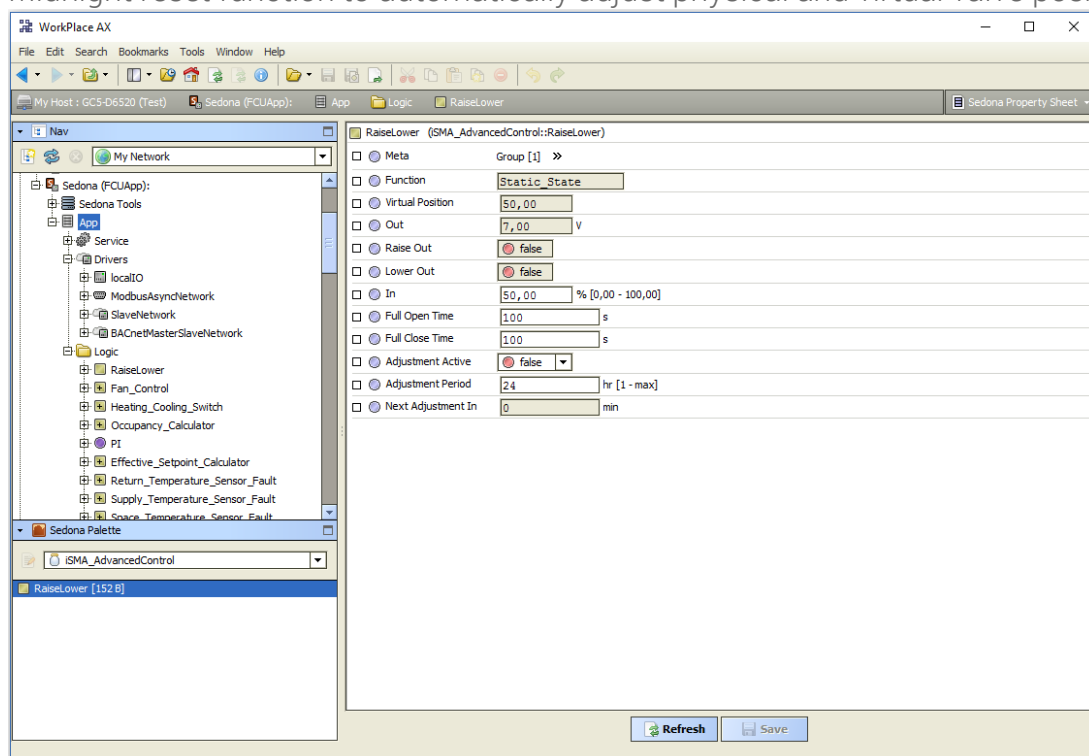 WorkPlace AX
File Edit Search Bookmarks Tools Window Help
My Host : GC5-D6520 (Test) Sedona (FCUApp): App Logic RaiseLower Sedona Property Sheet
Nav
My Network
Sedona (FCUApp):
Sedona Tools
App
Service
Drivers
localIO
ModbusAsyncNetwork
SlaveNetwork
BACnetMasterSlaveNetwork
Logic
RaiseLower
Fan_Control
Heating_Cooling_Switch
Occupancy_Calculator
PI
Effective_Setpoint_Calculator
Return_Temperature_Sensor_Fault
Supply_Temperature_Sensor_Fault
Space_Temperature_Sensor_Fault
Sedona Palette
iSMA_AdvancedControl
RaiseLower [152 B]
RaiseLower (iSMA_AdvancedControl::RaiseLower)
Meta Group [1] »
Function Static_State
Virtual Position 50,00
Out 7,00 V
Raise Out false
Lower Out false
In 50,00 % [0,00 - 100,00]
Full Open Time 100 s
Full Close Time 100 s
Adjustment Active false
Adjustment Period 24 hr [1 - max]
Next Adjustment In 0 min
Refresh Save